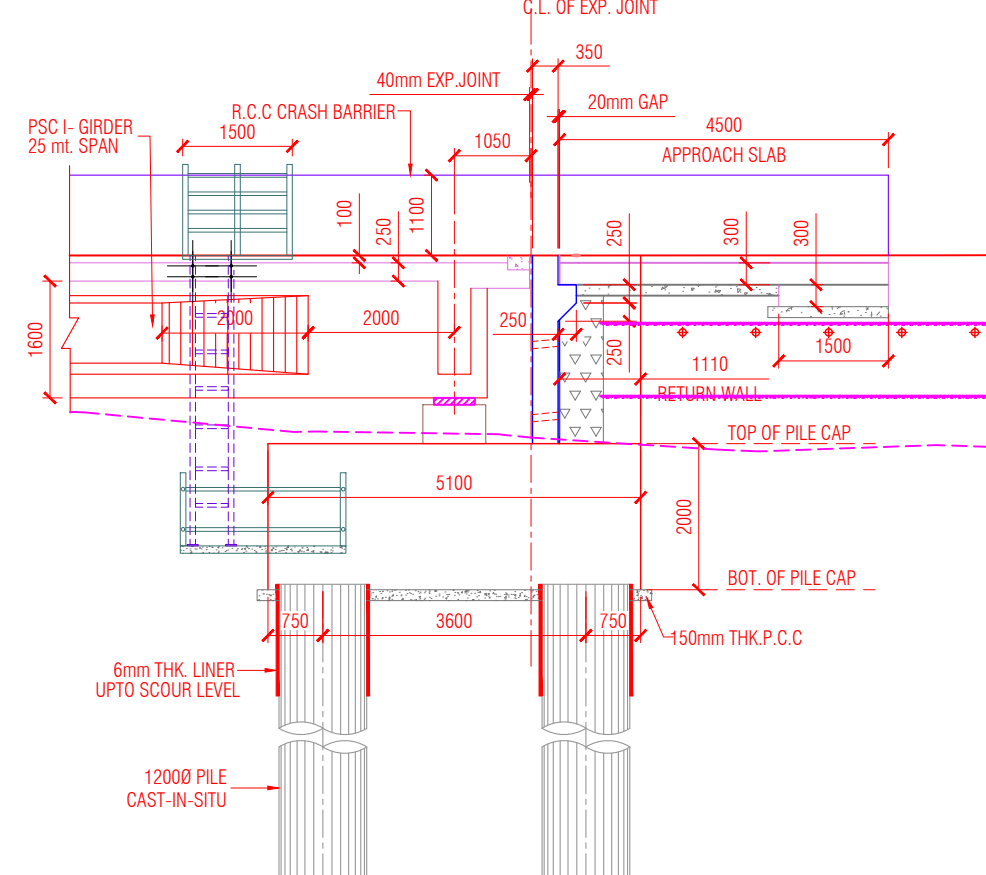 C.L. OF EXP. JOINT
350
40mm EXP.JOINT
20mm GAP
R.C.C CRASH BARRIER
PSC I- GIRDER
25 mt. SPAN
1500
1050
4500
APPROACH SLAB
100
250
1100
250
300
300
1600
2000
2000
250
250
1500
1110
RETURN WALL
TOP OF PILE CAP
5100
2000
BOT. OF PILE CAP
750
3600
750
150mm THK.P.C.C
6mm THK. LINER
UPTO SCOUR LEVEL
1200Ø PILE
CAST-IN-SITU